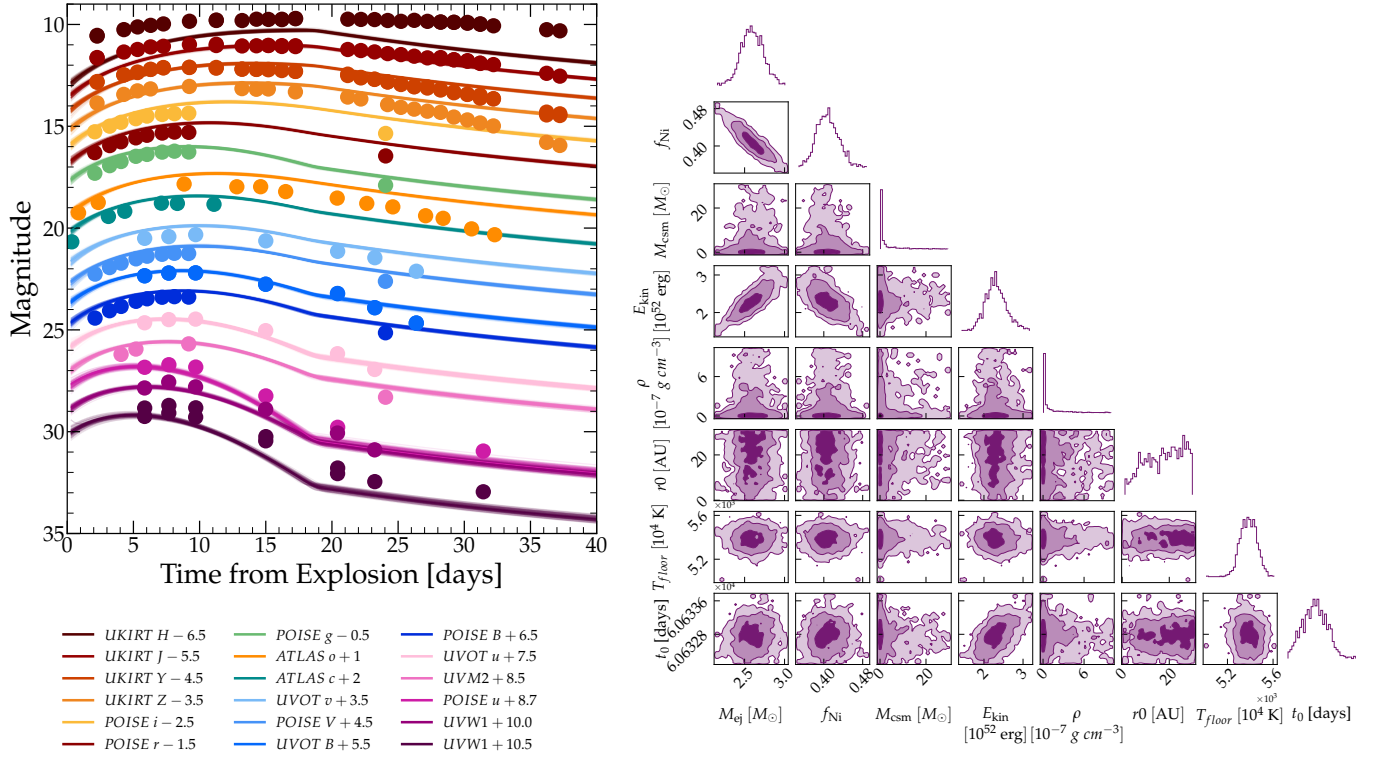 10
15
20
25
30
35
Magnitude
0 5 10 15 20 25 30 35 40
Time from Explosion [days]
UKIRT H − 6.5
UKIRT J − 5.5
UKIRT Y − 4.5
UKIRT Z − 3.5
POISE i − 2.5
POISE r − 1.5
POISE g − 0.5
ATLAS o + 1
ATLAS c + 2
UVOT v + 3.5
POISE V + 4.5
UVOT B + 5.5
POISE B + 6.5
UVOT u + 7.5
UVM2 + 8.5
POISE u + 8.7
UVW1 + 10.0
UVW1 + 10.5
0.48
0.40
f_Ni
20
0
M_csm [M_⊙]
3
2
E_kin
[10^52 erg]
6
0
ρ
[10^−7 g cm^−3]
20
0
r0 [AU]
×10^3
5.6
5.2
T_floor [10^4 K]
×10^4
6.06336
6.06328
t_0 [days]
2.5 3.0
0.40 0.48
0 20
2 3
0 6
0 20
5.2 5.6
×10^3
M_ej [M_⊙]
f_Ni
M_csm [M_⊙]
E_kin
[10^52 erg]
ρ
[10^−7 g cm^−3]
r0 [AU]
T_floor [10^4 K]
t_0 [days]